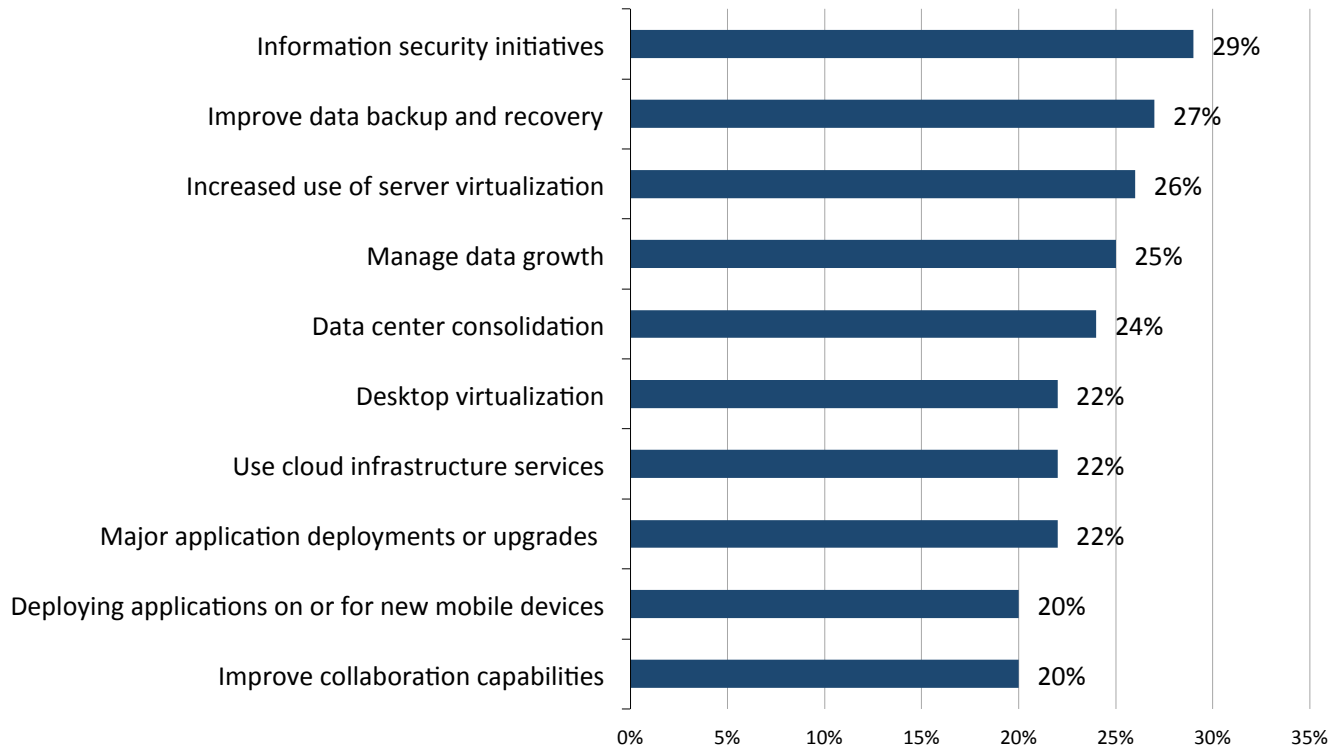 Information security initiatives 29%
Improve data backup and recovery 27%
Increased use of server virtualization 26%
Manage data growth 25%
Data center consolidation 24%
Desktop virtualization 22%
Use cloud infrastructure services 22%
Major application deployments or upgrades 22%
Deploying applications on or for new mobile devices 20%
Improve collaboration capabilities 20%
0% 5% 10% 15% 20% 25% 30% 35%